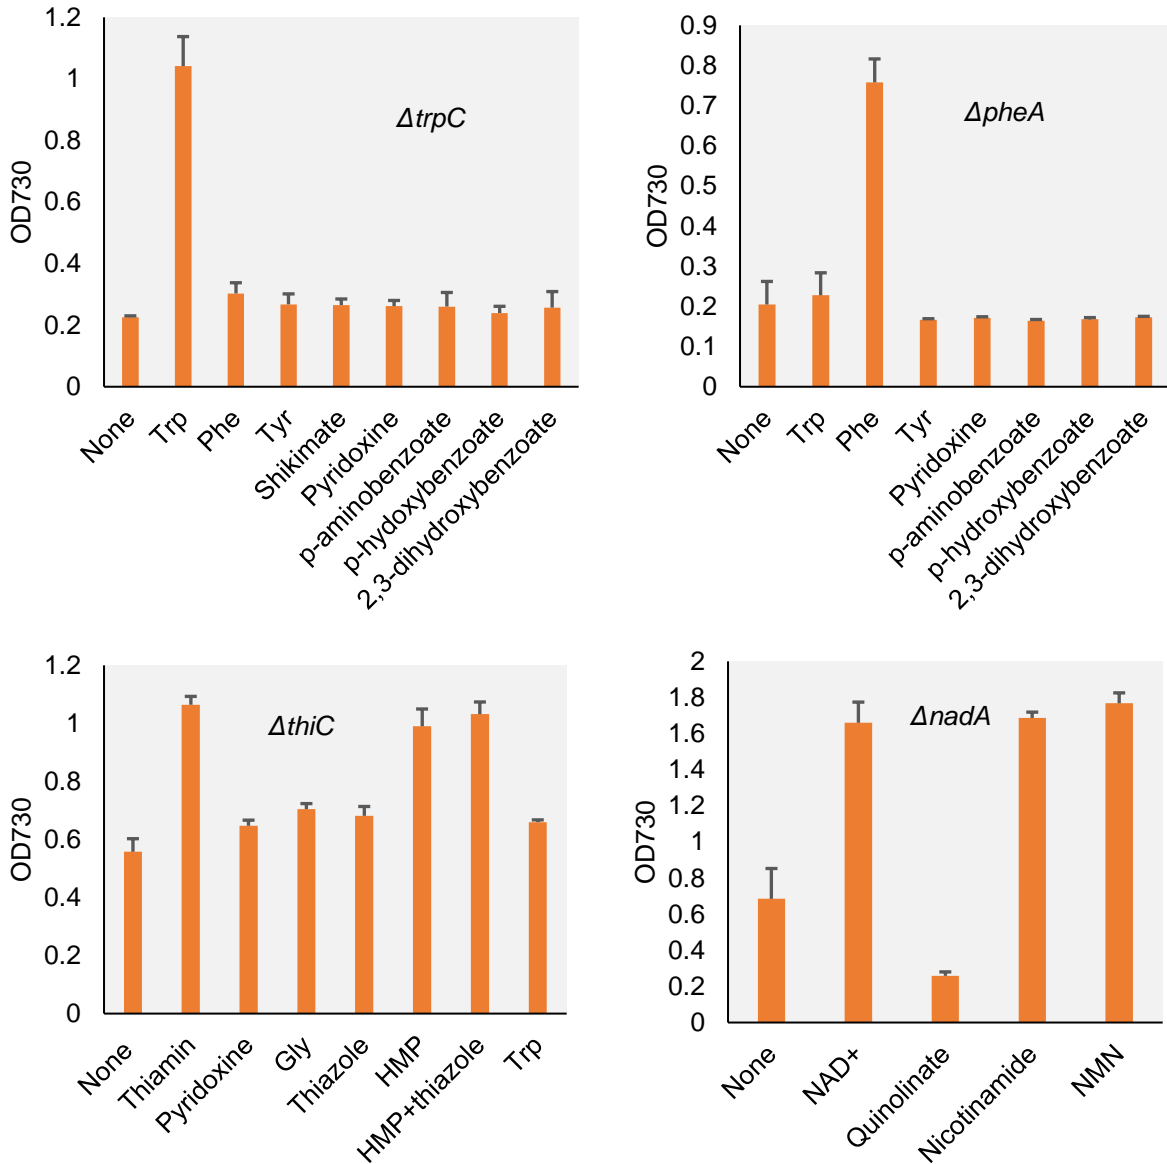 1.2
1
0.8
0.6
0.4
0.2
0
OD730
ΔtrpC
None
Trp
Phe
Tyr
Shikimate
Pyridoxine
p-aminobenzoate
p-hydoxybenzoate
2,3-dihydroxybenzoate
0.9
0.8
0.7
0.6
0.5
0.4
0.3
0.2
0.1
0
OD730
ΔpheA
None
Trp
Phe
Tyr
Pyridoxine
p-aminobenzoate
p-hydroxybenzoate
2,3-dihydroxybenzoate
1.2
1
0.8
0.6
0.4
0.2
0
OD730
ΔthiC
None
Thiamin
Pyridoxine
Gly
Thiazole
HMP
HMP+thiazole
Trp
2
1.8
1.6
1.4
1.2
1
0.8
0.6
0.4
0.2
0
OD730
ΔnadA
None
NAD+
Quinolinate
Nicotinamide
NMN